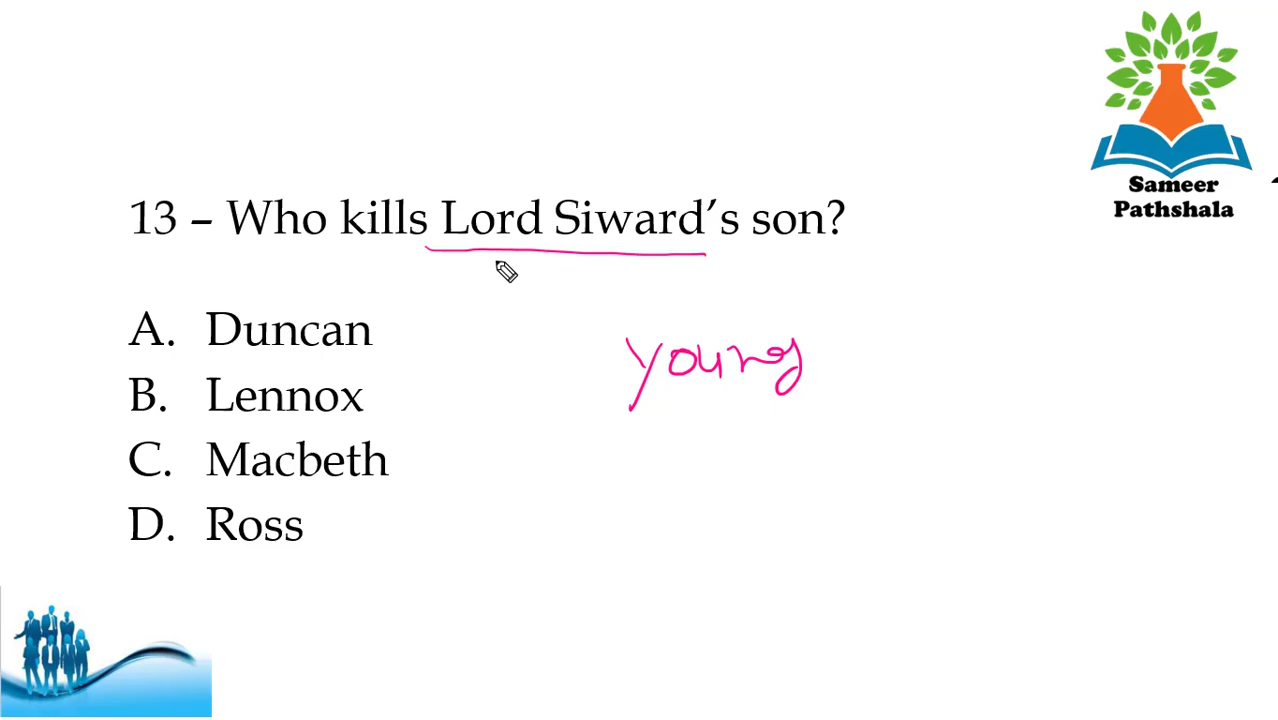 Sameer
Pathshala
13 – Who kills Lord Siward’s son?
A. Duncan
young
B. Lennox
C. Macbeth
D. Ross